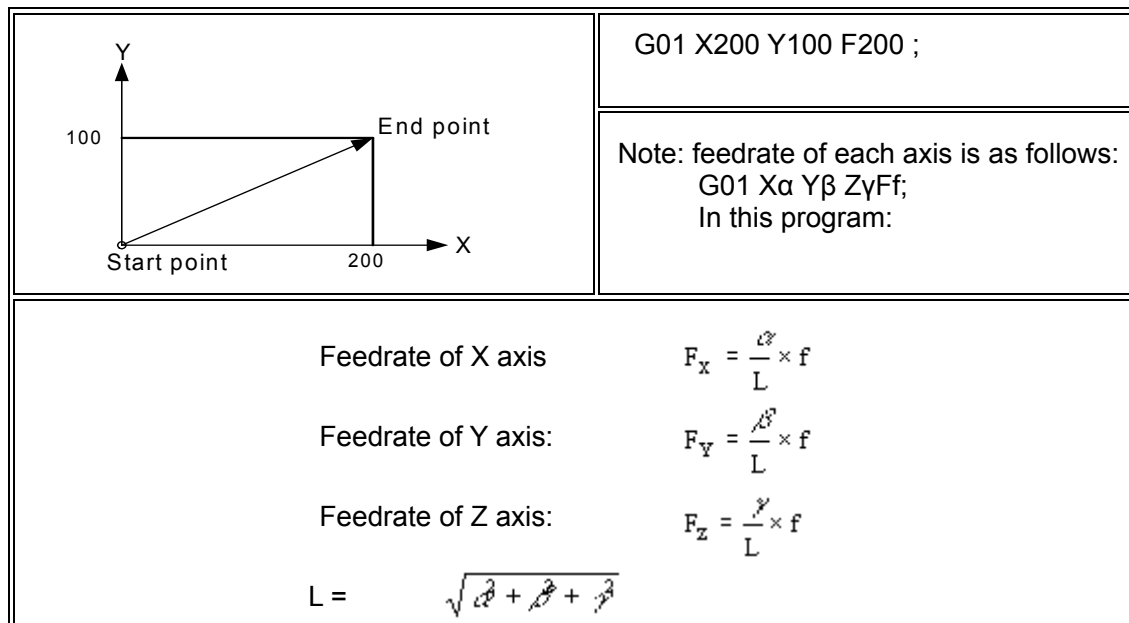 Y
100
End point
Start point
200
X
G01 X200 Y100 F200 ;
Note: feedrate of each axis is as follows:
G01 Xα Yβ ZγFf;
In this program:
Feedrate of X axis F_X = α/L × f
Feedrate of Y axis: F_Y = β/L × f
Feedrate of Z axis: F_Z = γ/L × f
L = √(α² + β² + γ²)